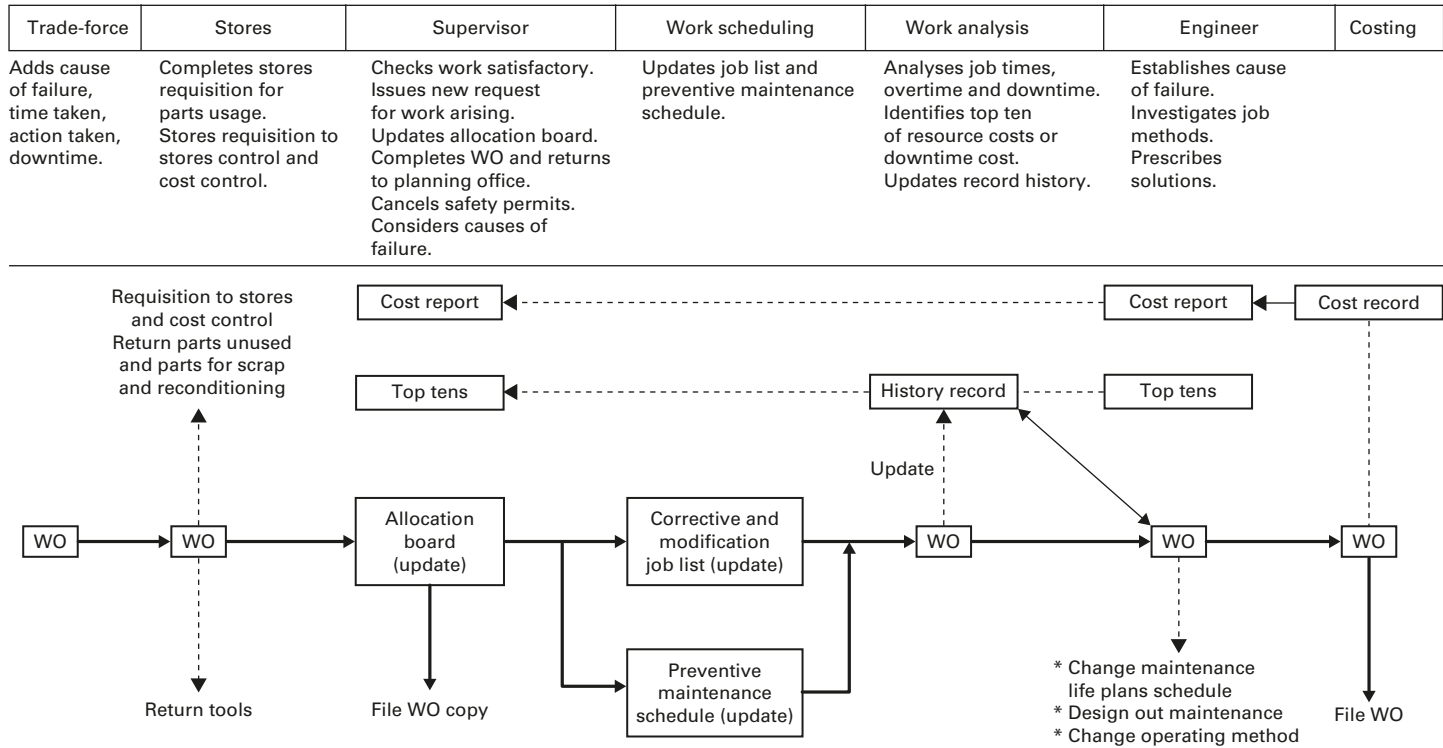 Trade-force
Stores
Supervisor
Work scheduling
Work analysis
Engineer
Costing
Adds cause
of failure,
time taken,
action taken,
downtime.
Completes stores
requisition for
parts usage.
Stores requisition to
stores control and
cost control.
Checks work satisfactory.
Issues new request
for work arising.
Updates allocation board.
Completes WO and returns
to planning office.
Cancels safety permits.
Considers causes of
failure.
Updates job list and
preventive maintenance
schedule.
Analyses job times,
overtime and downtime.
Identifies top ten
of resource costs or
downtime cost.
Updates record history.
Establishes cause
of failure.
Investigates job
methods.
Prescribes
solutions.
Requisition to stores
and cost control
Return parts unused
and parts for scrap
and reconditioning
Cost report
Cost report
Cost record
Top tens
History record
Top tens
Update
WO
WO
Allocation
board
(update)
Corrective and
modification
job list (update)
WO
WO
WO
Preventive
maintenance
schedule (update)
Return tools
File WO copy
* Change maintenance
life plans schedule
* Design out maintenance
* Change operating method
File WO